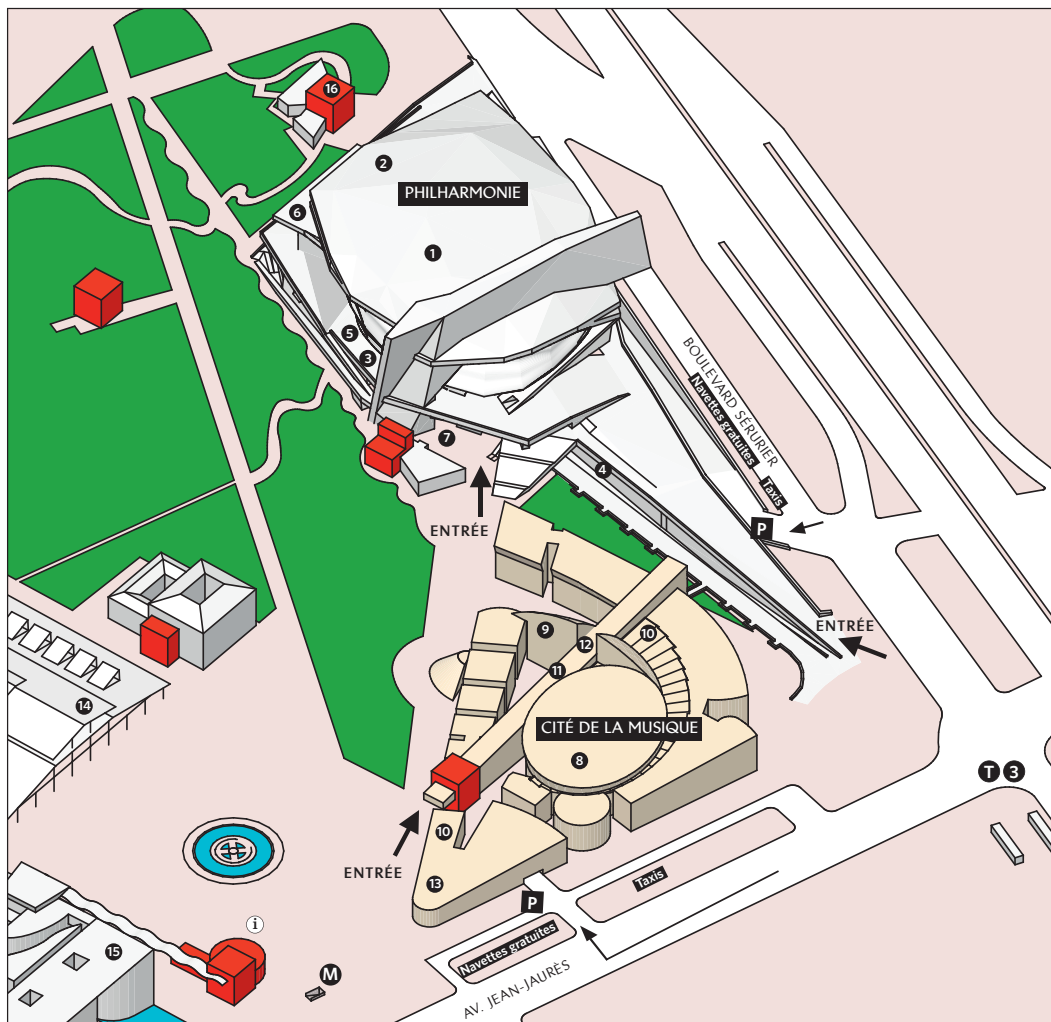 16
2
PHILHARMONIE
6
1
5
3
BOULEVARD SÉRURIER
Navettes gratuites
Taxis
7
4
P
ENTRÉE
ENTRÉE
9
12
10
11
14
CITÉ DE LA MUSIQUE
8
T 3
10
ENTRÉE
13
Taxis
P
i
Navettes gratuites
15
M
AV. JEAN-JAURÈS